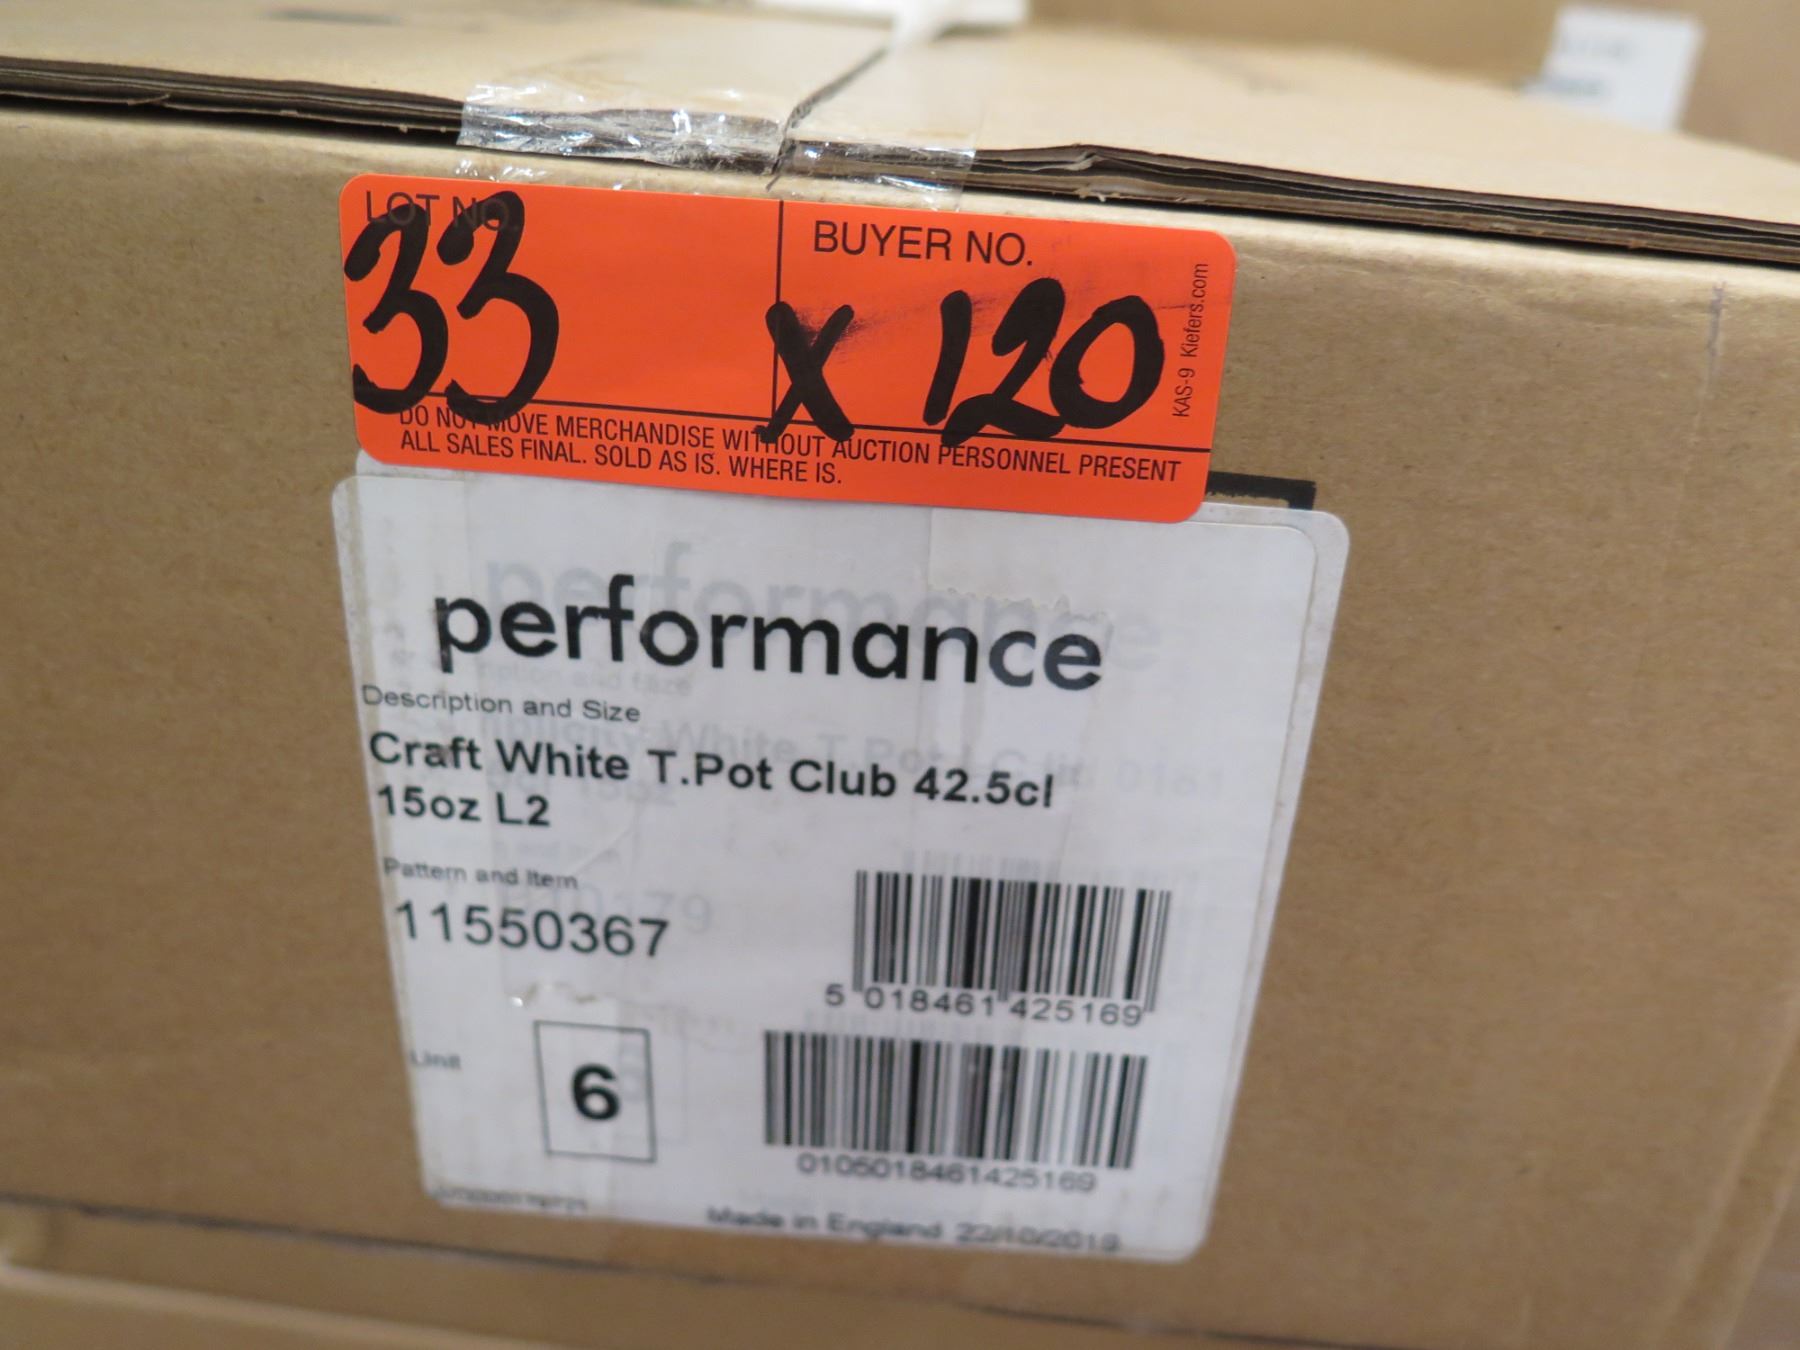 LOT NO.
33
BUYER NO.
X 120
KAS-9 Kiefers.com
DO NOT MOVE MERCHANDISE WITHOUT AUCTION PERSONNEL PRESENT
ALL SALES FINAL. SOLD AS IS. WHERE IS.
performance
Description and Size
Craft White T.Pot Club 42.5cl
15oz L2
Pattern and Item
11550367
5 018461 425169
Unit
6
0105018461425169
Made in England 22/10/2019